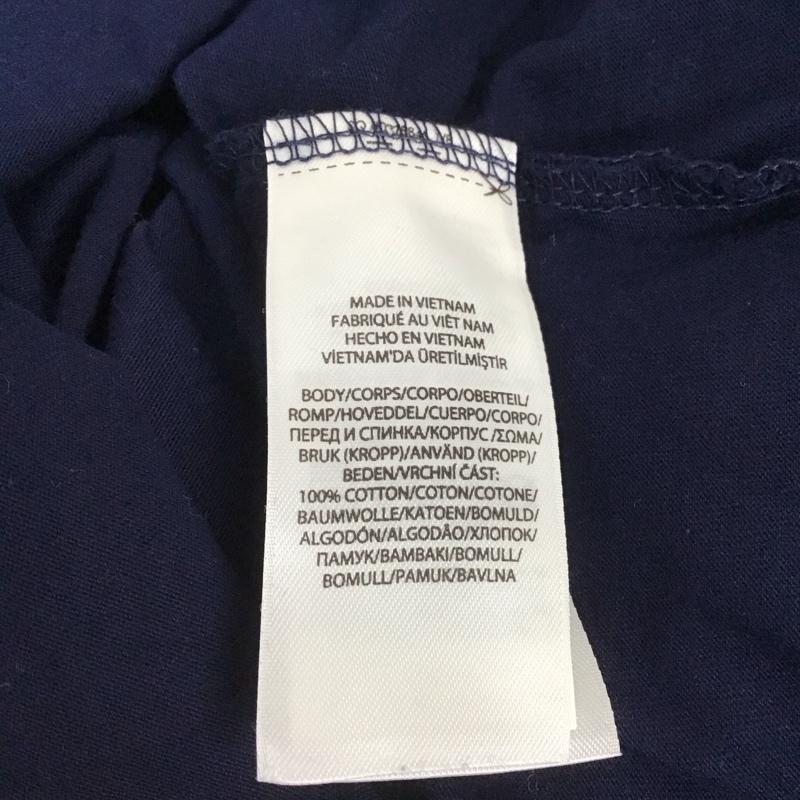 MADE IN VIETNAM
FABRIQUÉ AU VIÊT NAM
HECHO EN VIETNAM
VİETNAM'DA ÜRETİLMİŞTİR
BODY/CORPS/CORPO/OBERTEIL/
ROMP/HOVEDDEL/CUERPO/CORPO/
ПЕРЕД И СПИНКА/КОРПУС /ΣΩΜΑ/
BRUK (KROPP)/ANVÄND (KROPP)/
BEDEN/VRCHNÍ ČÁST:
100% COTTON/COTON/COTONE/
BAUMWOLLE/KATOEN/BOMULD/
ALGODÓN/ALGODÃO/ХЛОПОК/
ПАМУК/BAMBAKI/BOMULL/
BOMULL/PAMUK/BAVLNA